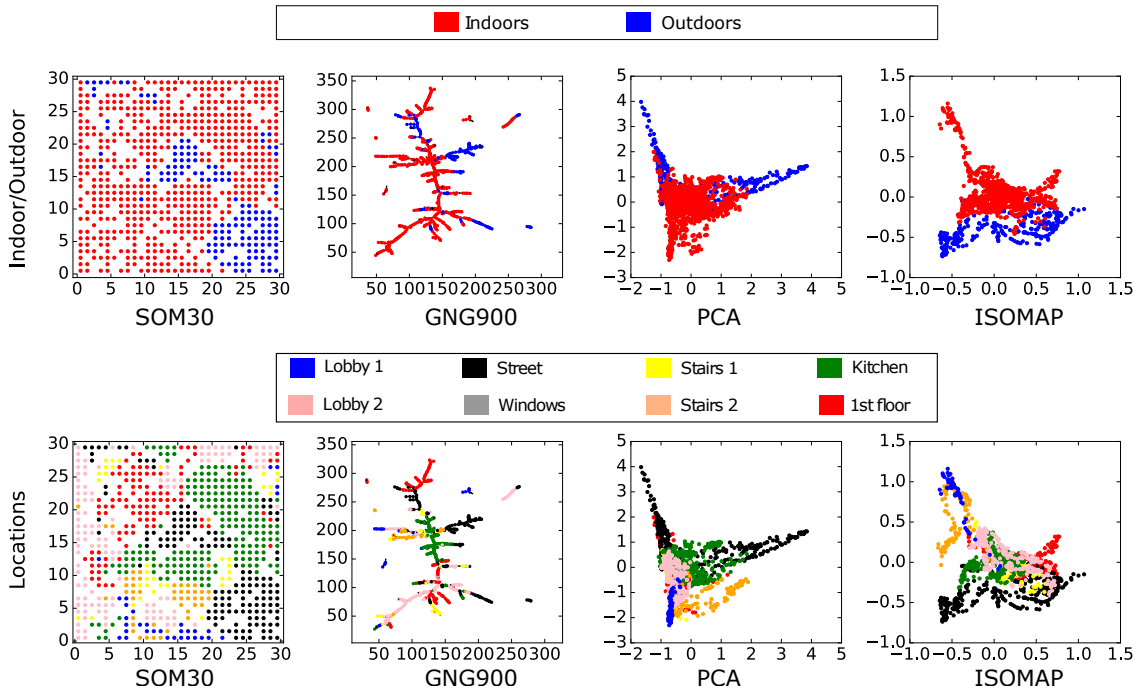 Indoors Outdoors
Indoor/Outdoor
30
25
20
15
10
5
0
0 5 10 15 20 25 30
SOM30
350
300
250
200
150
100
50
50 100 150 200 250 300
GNG900
5
4
3
2
1
0
−1
−2
−3
−2 −1 0 1 2 3 4 5
PCA
1.5
1.0
0.5
0.0
−0.5
−1.0
−1.0 −0.5 0.0 0.5 1.0 1.5
ISOMAP
Lobby 1 Street Stairs 1 Kitchen
Lobby 2 Windows Stairs 2 1st floor
Locations
30
25
20
15
10
5
0
0 5 10 15 20 25 30
SOM30
350
300
250
200
150
100
50
50 100 150 200 250 300
GNG900
5
4
3
2
1
0
−1
−2
−3
−2 −1 0 1 2 3 4 5
PCA
1.5
1.0
0.5
0.0
−0.5
−1.0
−1.0 −0.5 0.0 0.5 1.0 1.5
ISOMAP